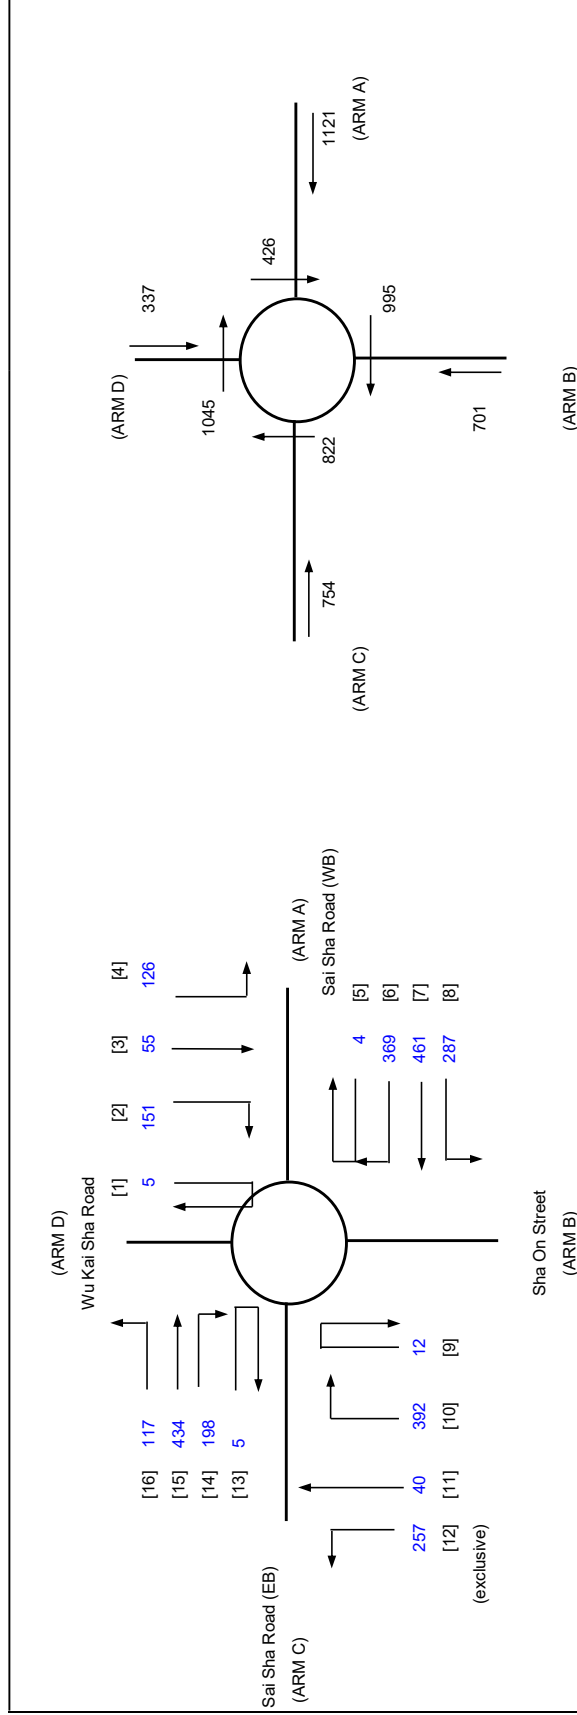 (ARM D)
Wu Kai Sha Road
[1]
[2]
[3]
[4]
5
151
55
126
[16] 117
[15] 434
[14] 198
[13] 5
Sai Sha Road (EB)
(ARM C)
(ARM A)
Sai Sha Road (WB)
4 [5]
369 [6]
461 [7]
287 [8]
257
40
392
12
[12]
[11]
[10]
[9]
(exclusive)
Sha On Street
(ARM B)
(ARM D)
337
1045
426
1121
(ARM A)
754
(ARM C)
822
995
701
(ARM B)